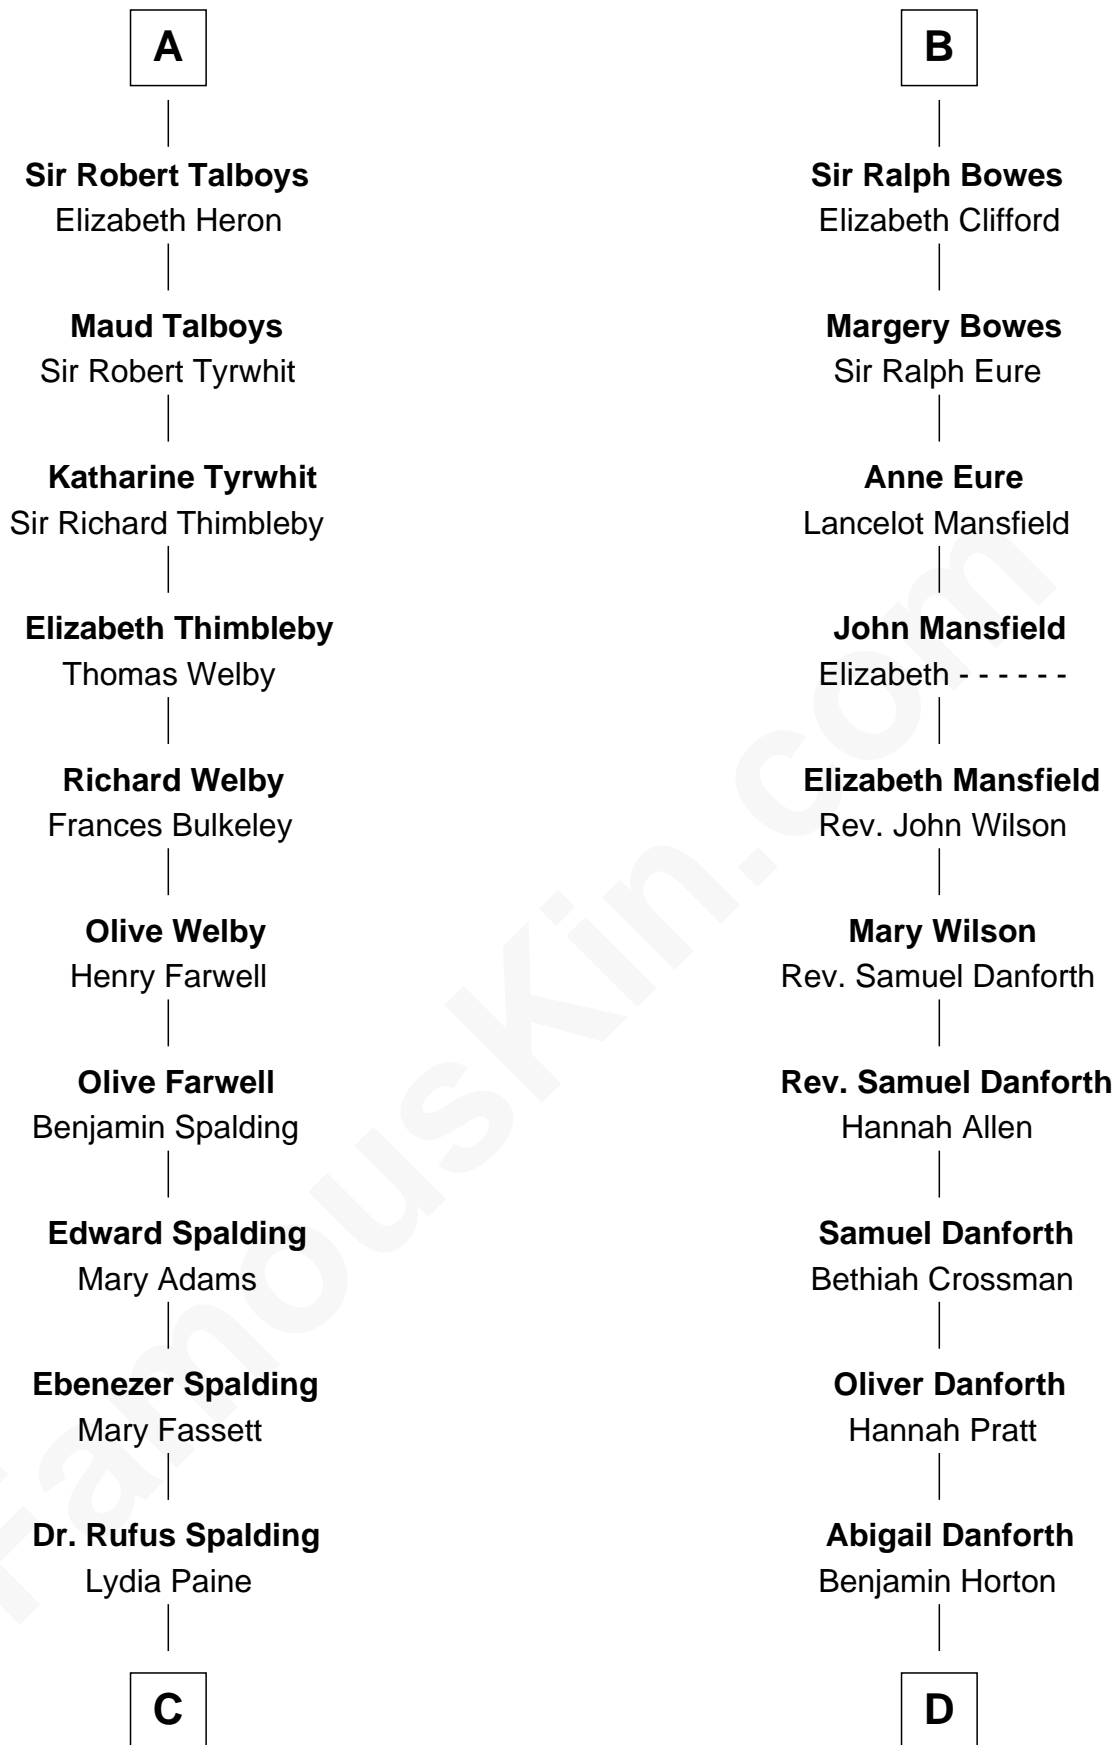 A
Sir Robert Talboys
Elizabeth Heron
Maud Talboys
Sir Robert Tyrwhit
Katharine Tyrwhit
Sir Richard Thimbleby
Elizabeth Thimbleby
Thomas Welby
Richard Welby
Frances Bulkeley
Olive Welby
Henry Farwell
Olive Farwell
Benjamin Spalding
Edward Spalding
Mary Adams
Ebenezer Spalding
Mary Fassett
Dr. Rufus Spalding
Lydia Paine
C
B
Sir Ralph Bowes
Elizabeth Clifford
Margery Bowes
Sir Ralph Eure
Anne Eure
Lancelot Mansfield
John Mansfield
Elizabeth - - - - - -
Elizabeth Mansfield
Rev. John Wilson
Mary Wilson
Rev. Samuel Danforth
Rev. Samuel Danforth
Hannah Allen
Samuel Danforth
Bethiah Crossman
Oliver Danforth
Hannah Pratt
Abigail Danforth
Benjamin Horton
D
FamousKin.com